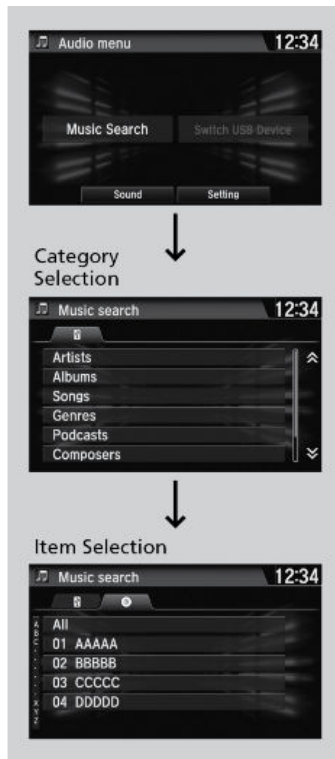 Audio menu 12:34
Music Search Switch USB Device
Sound Setting
Category
Selection
Music search 12:34
Artists
Albums
Songs
Genres
Podcasts
Composers
Item Selection
Music search 12:34
A
B
C
All
01 AAAAA
02 BBBBB
03 CCCCC
04 DDDDD
X
Y
Z